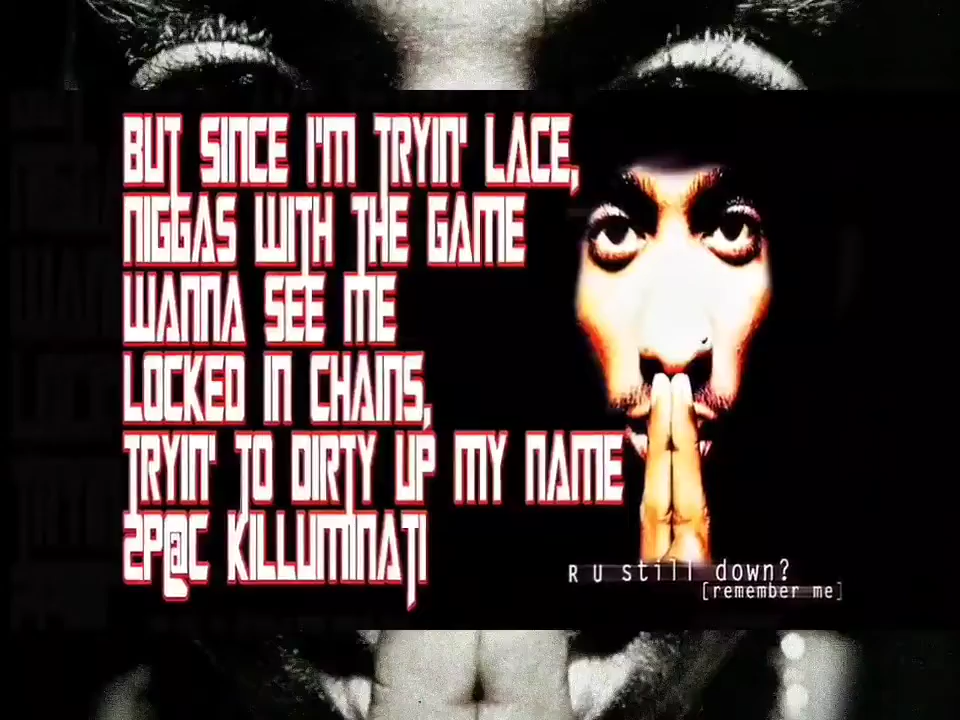 BUT SINCE I'M TRYIN' LACE,
NIGGAS WITH THE GAME
WANNA SEE ME
LOCKED IN CHAINS,
TRYIN' TO DIRTY UP MY NAME
2P@C KILLUMINATI
R U still down?
[remember me]